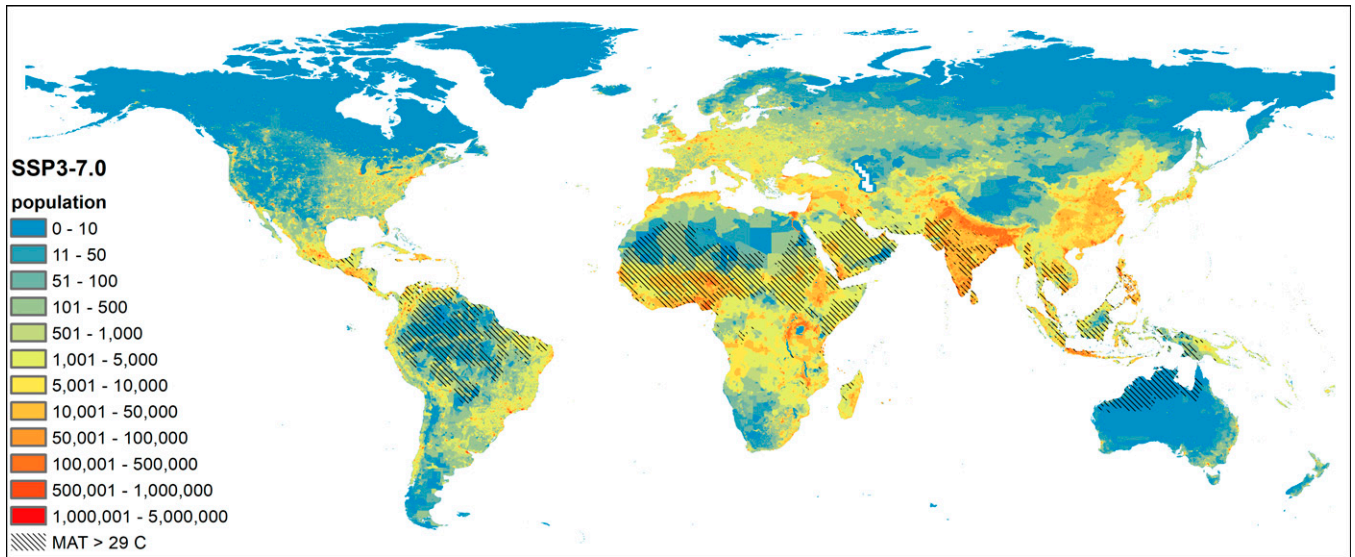 SSP3-7.0
population
0 - 10
11 - 50
51 - 100
101 - 500
501 - 1,000
1,001 - 5,000
5,001 - 10,000
10,001 - 50,000
50,001 - 100,000
100,001 - 500,000
500,001 - 1,000,000
1,000,001 - 5,000,000
MAT > 29 C